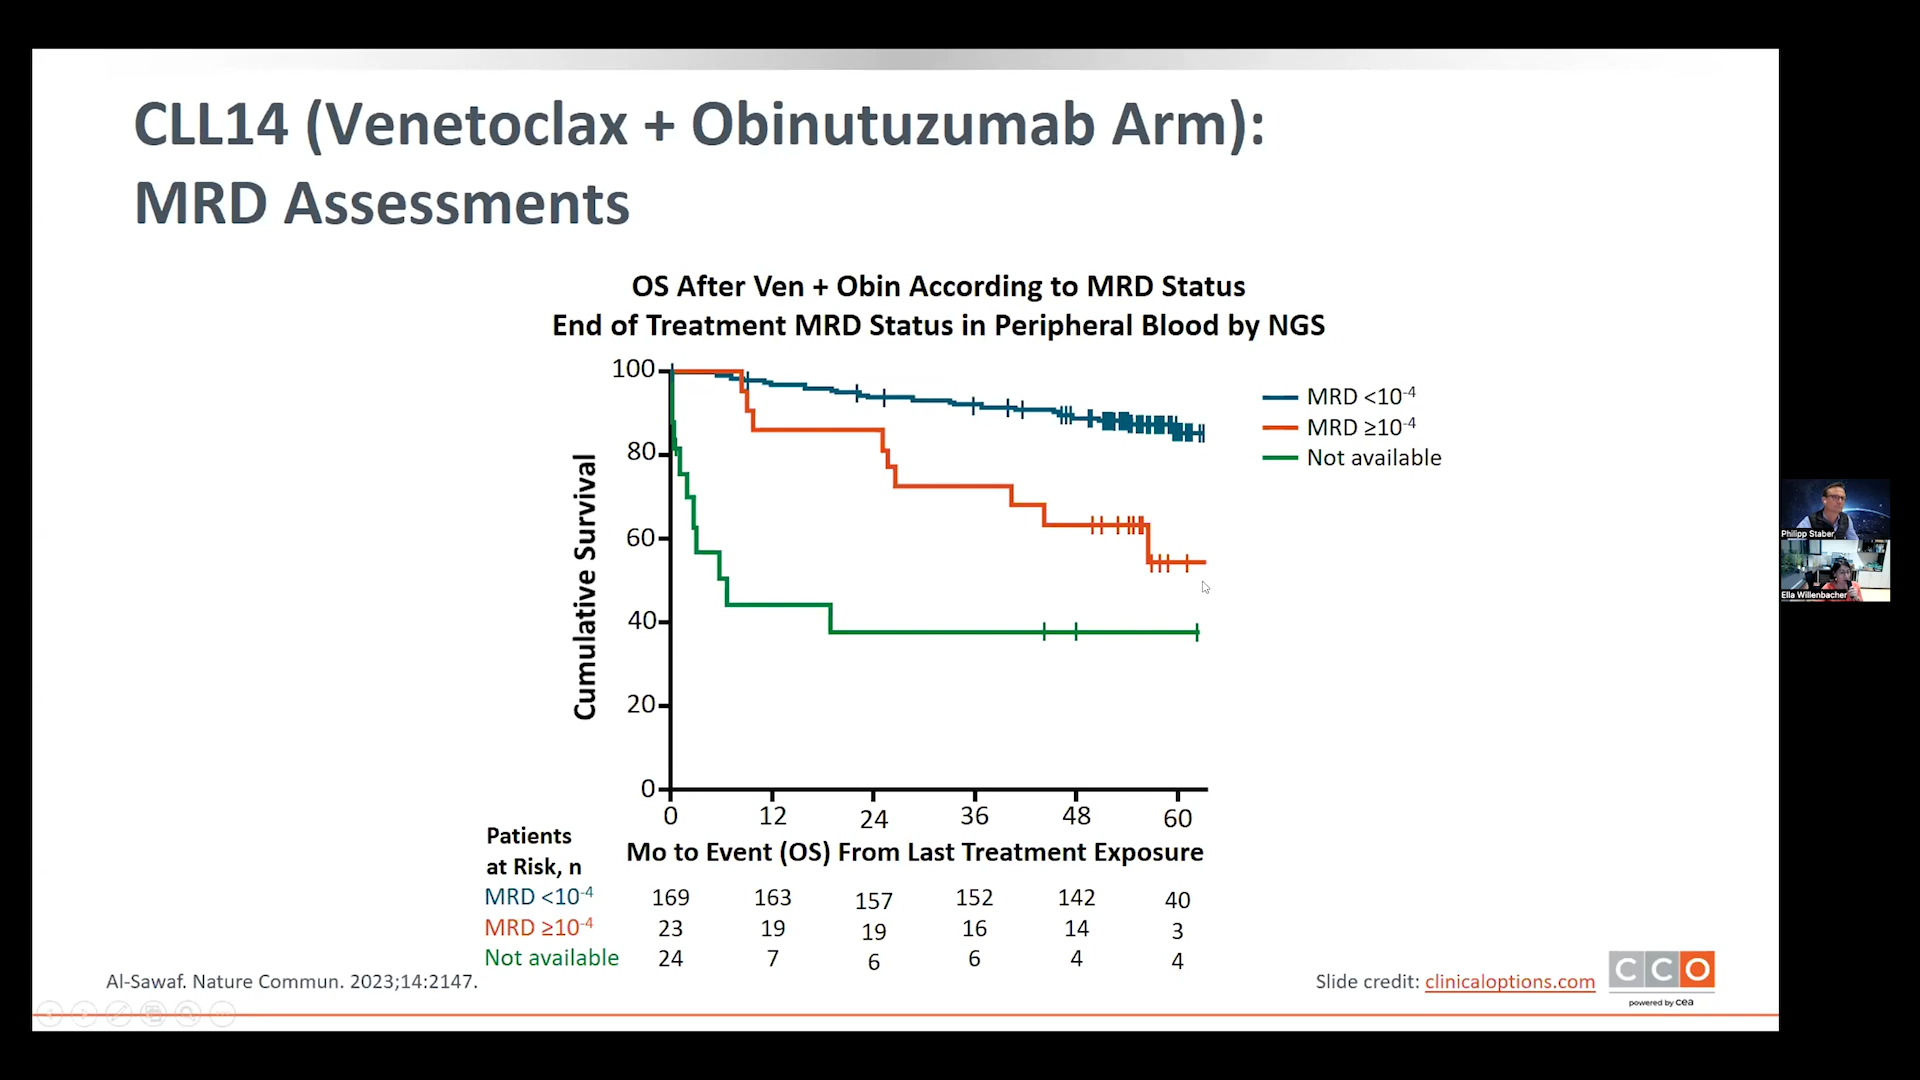 CLL14 (Venetoclax + Obinutuzumab Arm):
MRD Assessments
OS After Ven + Obin According to MRD Status
End of Treatment MRD Status in Peripheral Blood by NGS
Cumulative Survival
100
80
60
40
20
0
0 12 24 36 48 60
Mo to Event (OS) From Last Treatment Exposure
MRD <10⁻⁴
MRD ≥10⁻⁴
Not available
Philipp Staber
Ella Willenbacher
Patients
at Risk, n
MRD <10⁻⁴ 169 163 157 152 142 40
MRD ≥10⁻⁴ 23 19 19 16 14 3
Not available 24 7 6 6 4 4
Al-Sawaf. Nature Commun. 2023;14:2147.
Slide credit: clinicaloptions.com
CCO
powered by cea